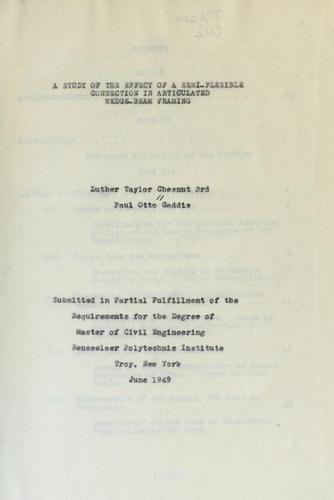 Thesis
C42
A STUDY OF THE EFFECT OF A SEMI-FLEXIBLE
CONNECTION IN ARTICULATED
WEDGE-BEAM FRAMING
Luther Taylor Chesnut 3rd
//
Paul Otto Gaddis
Submitted in Partial Fulfillment of the
Requirements for the Degree of
Master of Civil Engineering
Rensselaer Polytechnic Institute
Troy, New York
June 1949